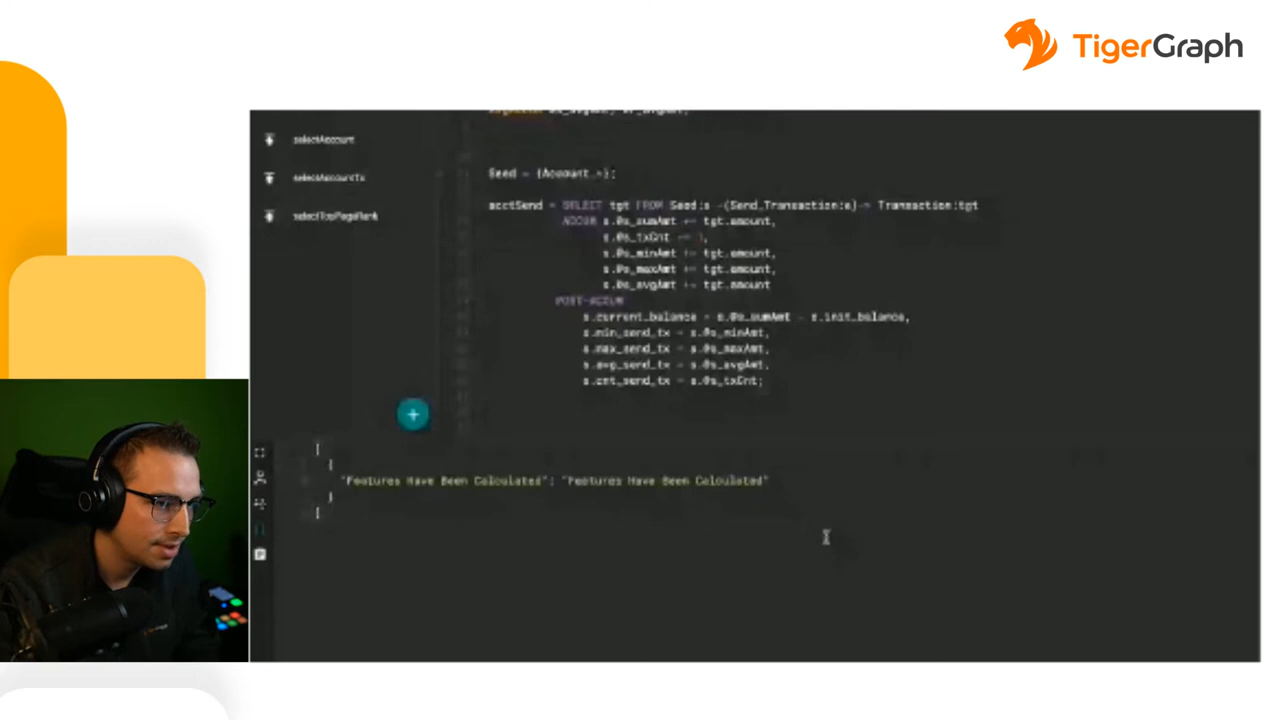 TigerGraph
selectAccount
selectAccountTx
selectTopPageRank
Seed = {Account.*};
acctSend = SELECT tgt FROM Seed:s -(Send_Transaction:e)- Transaction:tgt
ACCUM s.@s_sumAmt += tgt.amount,
s.@s_txCnt += 1,
s.@s_minAmt += tgt.amount,
s.@s_maxAmt += tgt.amount,
s.@s_avgAmt += tgt.amount
POST-ACCUM
s.current_balance = s.@s_sumAmt - s.init_balance,
s.min_send_tx = s.@s_minAmt,
s.max_send_tx = s.@s_maxAmt,
s.avg_send_tx = s.@s_avgAmt,
s.cnt_send_tx = s.@s_txCnt;
[
{
"Features Have Been Calculated": "Features Have Been Calculated"
}
]